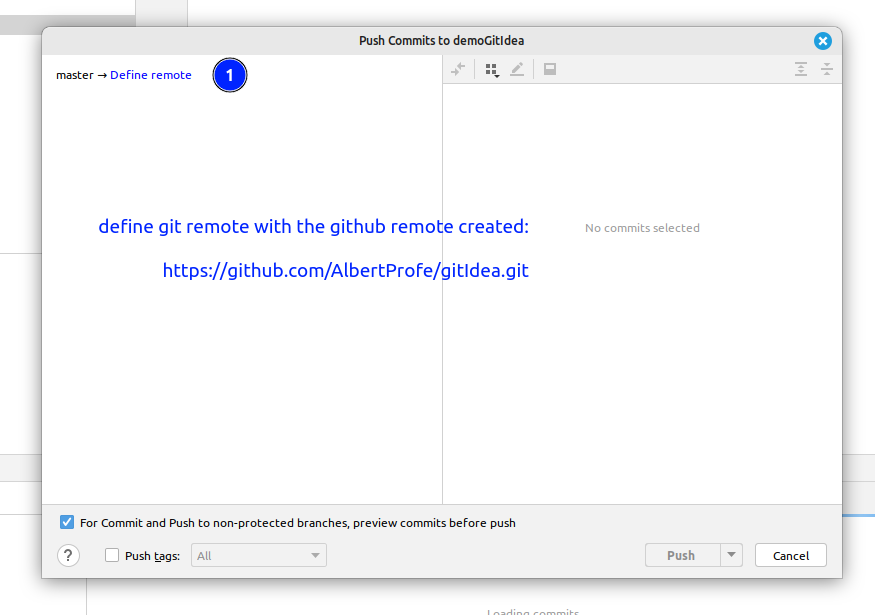 Push Commits to demoGitIdea
master → Define remote
1
define git remote with the github remote created:
No commits selected
https://github.com/AlbertProfe/gitIdea.git
For Commit and Push to non-protected branches, preview commits before push
? Push tags: All Push Cancel
Loading commits